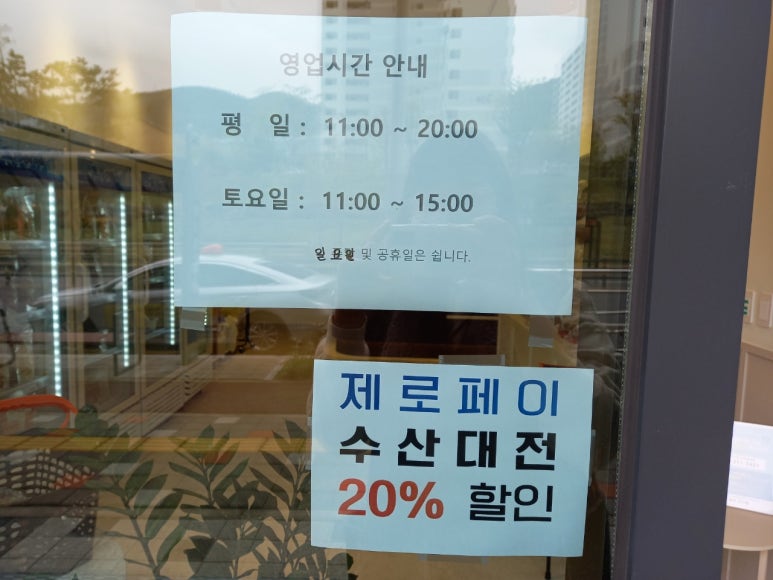 영업시간 안내
평 일 : 11:00 ~ 20:00
토요일 : 11:00 ~ 15:00
일요일 및 공휴일은 쉽니다.
제로페이
수산대전
20% 할인